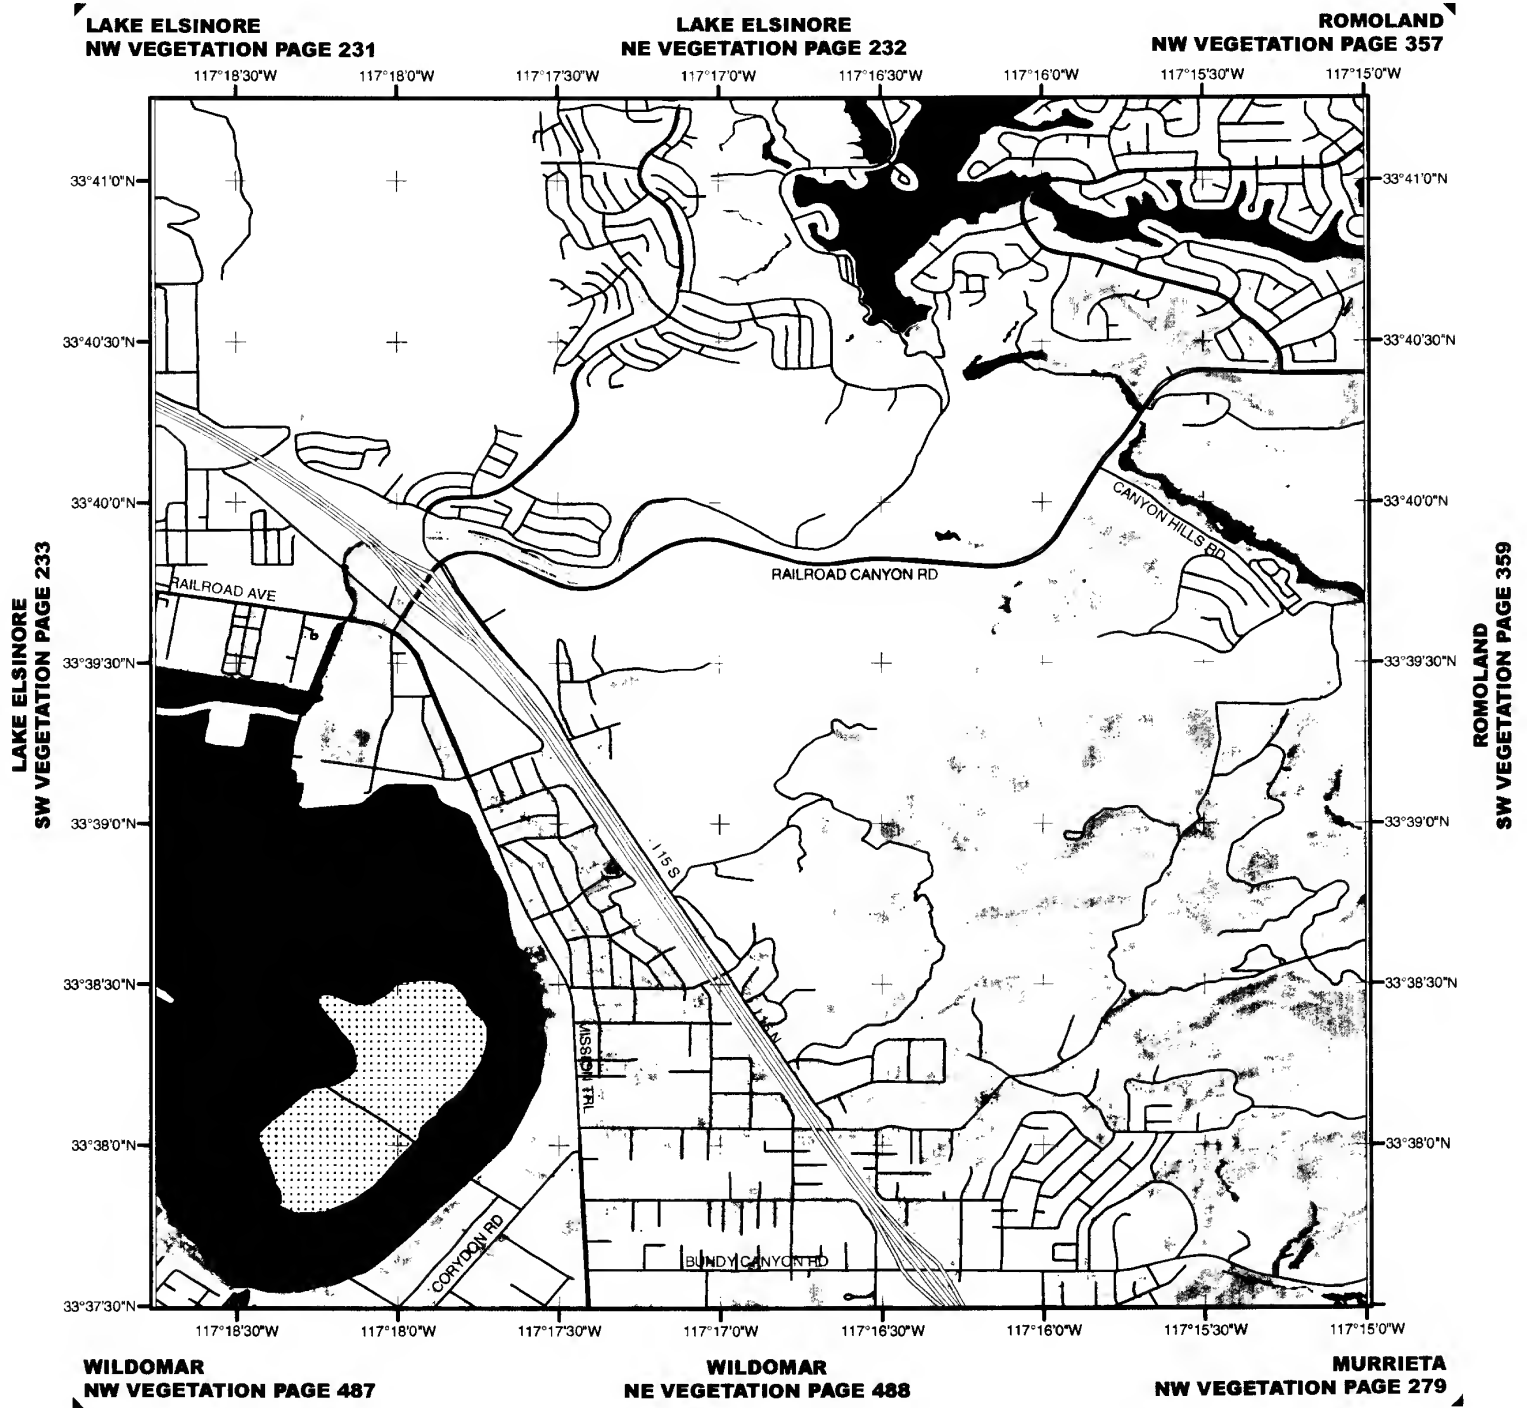 LAKE ELSINORE
NW VEGETATION PAGE 231
LAKE ELSINORE
NE VEGETATION PAGE 232
ROMOLAND
NW VEGETATION PAGE 357
117°18'30"W
117°18'0"W
117°17'30"W
117°17'0"W
117°16'30"W
117°16'0"W
117°15'30"W
117°15'0"W
33°41'0"N
33°41'0"N
33°40'30"N
33°40'30"N
33°40'0"N
33°40'0"N
CANYON HILLS RD
RAILROAD CANYON RD
RAILROAD AVE
LAKE ELSINORE
SW VEGETATION PAGE 233
ROMOLAND
SW VEGETATION PAGE 359
33°39'30"N
33°39'30"N
33°39'0"N
33°39'0"N
I 15 S
33°38'30"N
33°38'30"N
I 15 N
MISSION TRL
33°38'0"N
33°38'0"N
CORYDON RD
BUNDY CANYON RD
33°37'30"N
117°18'30"W
117°18'0"W
117°17'30"W
117°17'0"W
117°16'30"W
117°16'0"W
117°15'30"W
117°15'0"W
WILDOMAR
NW VEGETATION PAGE 487
WILDOMAR
NE VEGETATION PAGE 488
MURRIETA
NW VEGETATION PAGE 279